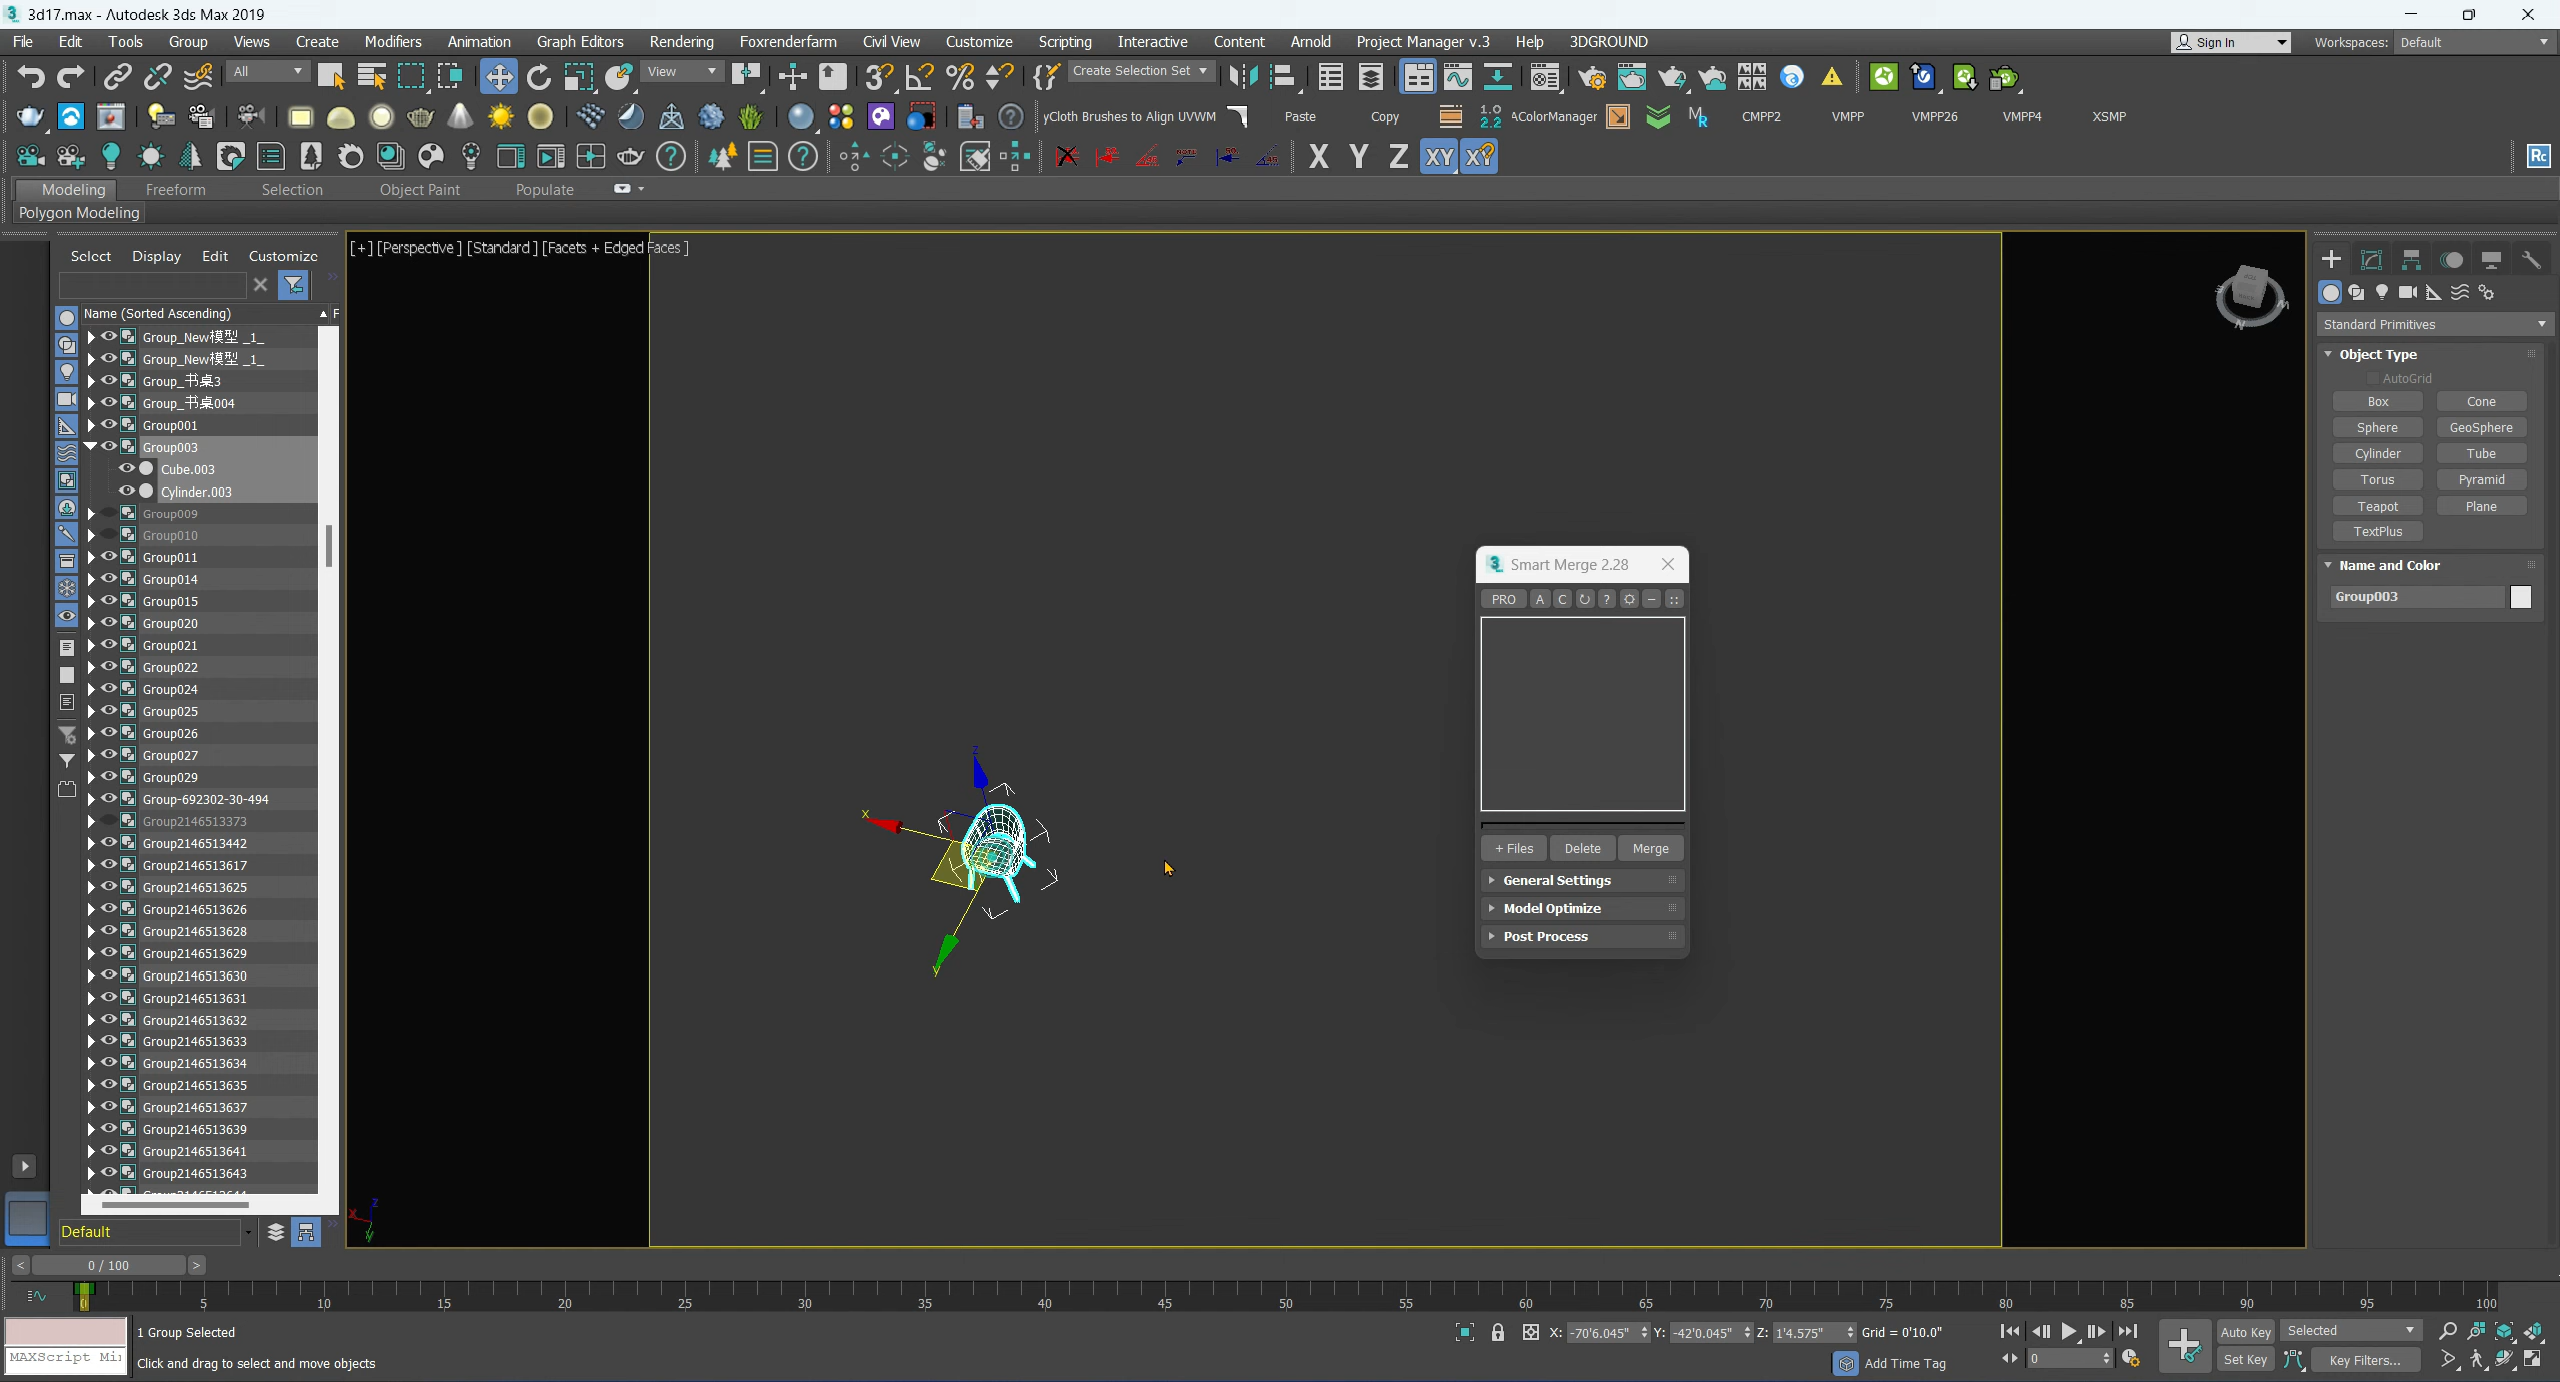 3d17.max - Autodesk 3ds Max 2019
File Edit Tools Group Views Create Modifiers Animation Graph Editors Rendering Foxrenderfarm Civil View Customize Scripting Interactive Content Arnold Project Manager v.3 Help 3DGROUND
Sign In Workspaces: Default
All View Create Selection Set
yCloth Brushes to Align UVWM Paste Copy 1.0 2.2 AColorManager CMPP2 VMPP VMPP26 VMPP4 XSMP
X Y Z XY XY Rc
Modeling Freeform Selection Object Paint Populate
Polygon Modeling
Select Display Edit Customize
Name (Sorted Ascending) F
Group_New模型 _1_
Group_New模型 _1_
Group_书桌3
Group_书桌004
Group001
Group003
Cube.003
Cylinder.003
Group009
Group010
Group011
Group014
Group015
Group020
Group021
Group022
Group024
Group025
Group026
Group027
Group029
Group-692302-30-494
Group2146513373
Group2146513442
Group2146513617
Group2146513625
Group2146513626
Group2146513628
Group2146513629
Group2146513630
Group2146513631
Group2146513632
Group2146513633
Group2146513634
Group2146513635
Group2146513637
Group2146513639
Group2146513641
Group2146513643
Default
[+] [Perspective ] [Standard ] [Facets + Edged Faces ]
z
x
y
z
x
y
Smart Merge 2.28
PRO A C ?
+ Files Delete Merge
General Settings
Model Optimize
Post Process
Standard Primitives
Object Type
AutoGrid
Box Cone
Sphere GeoSphere
Cylinder Tube
Torus Pyramid
Teapot Plane
TextPlus
Name and Color
Group003
< 0 / 100 >
0 5 10 15 20 25 30 35 40 45 50 55 60 65 70 75 80 85 90 95 100
1 Group Selected
MAXScript Mi
Click and drag to select and move objects
X: -70'6.045" Y: -42'0.045" Z: 1'4.575" Grid = 0'10.0"
Add Time Tag
0
Auto Key Selected
Set Key Key Filters...